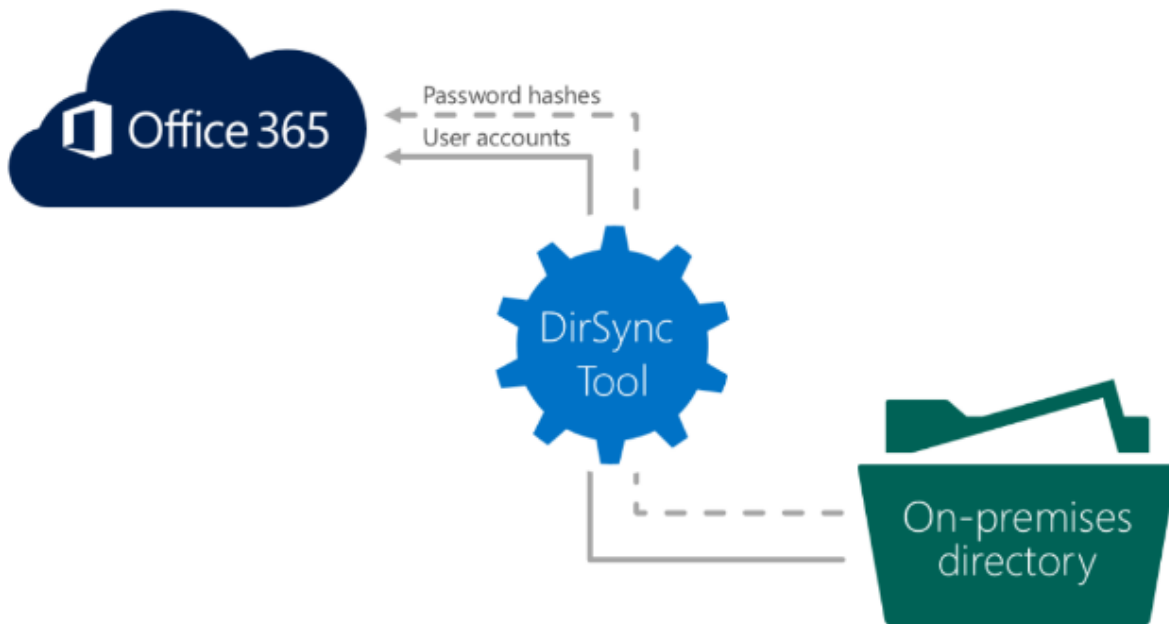 Office 365
Password hashes
User accounts
DirSync
Tool
On-premises
directory